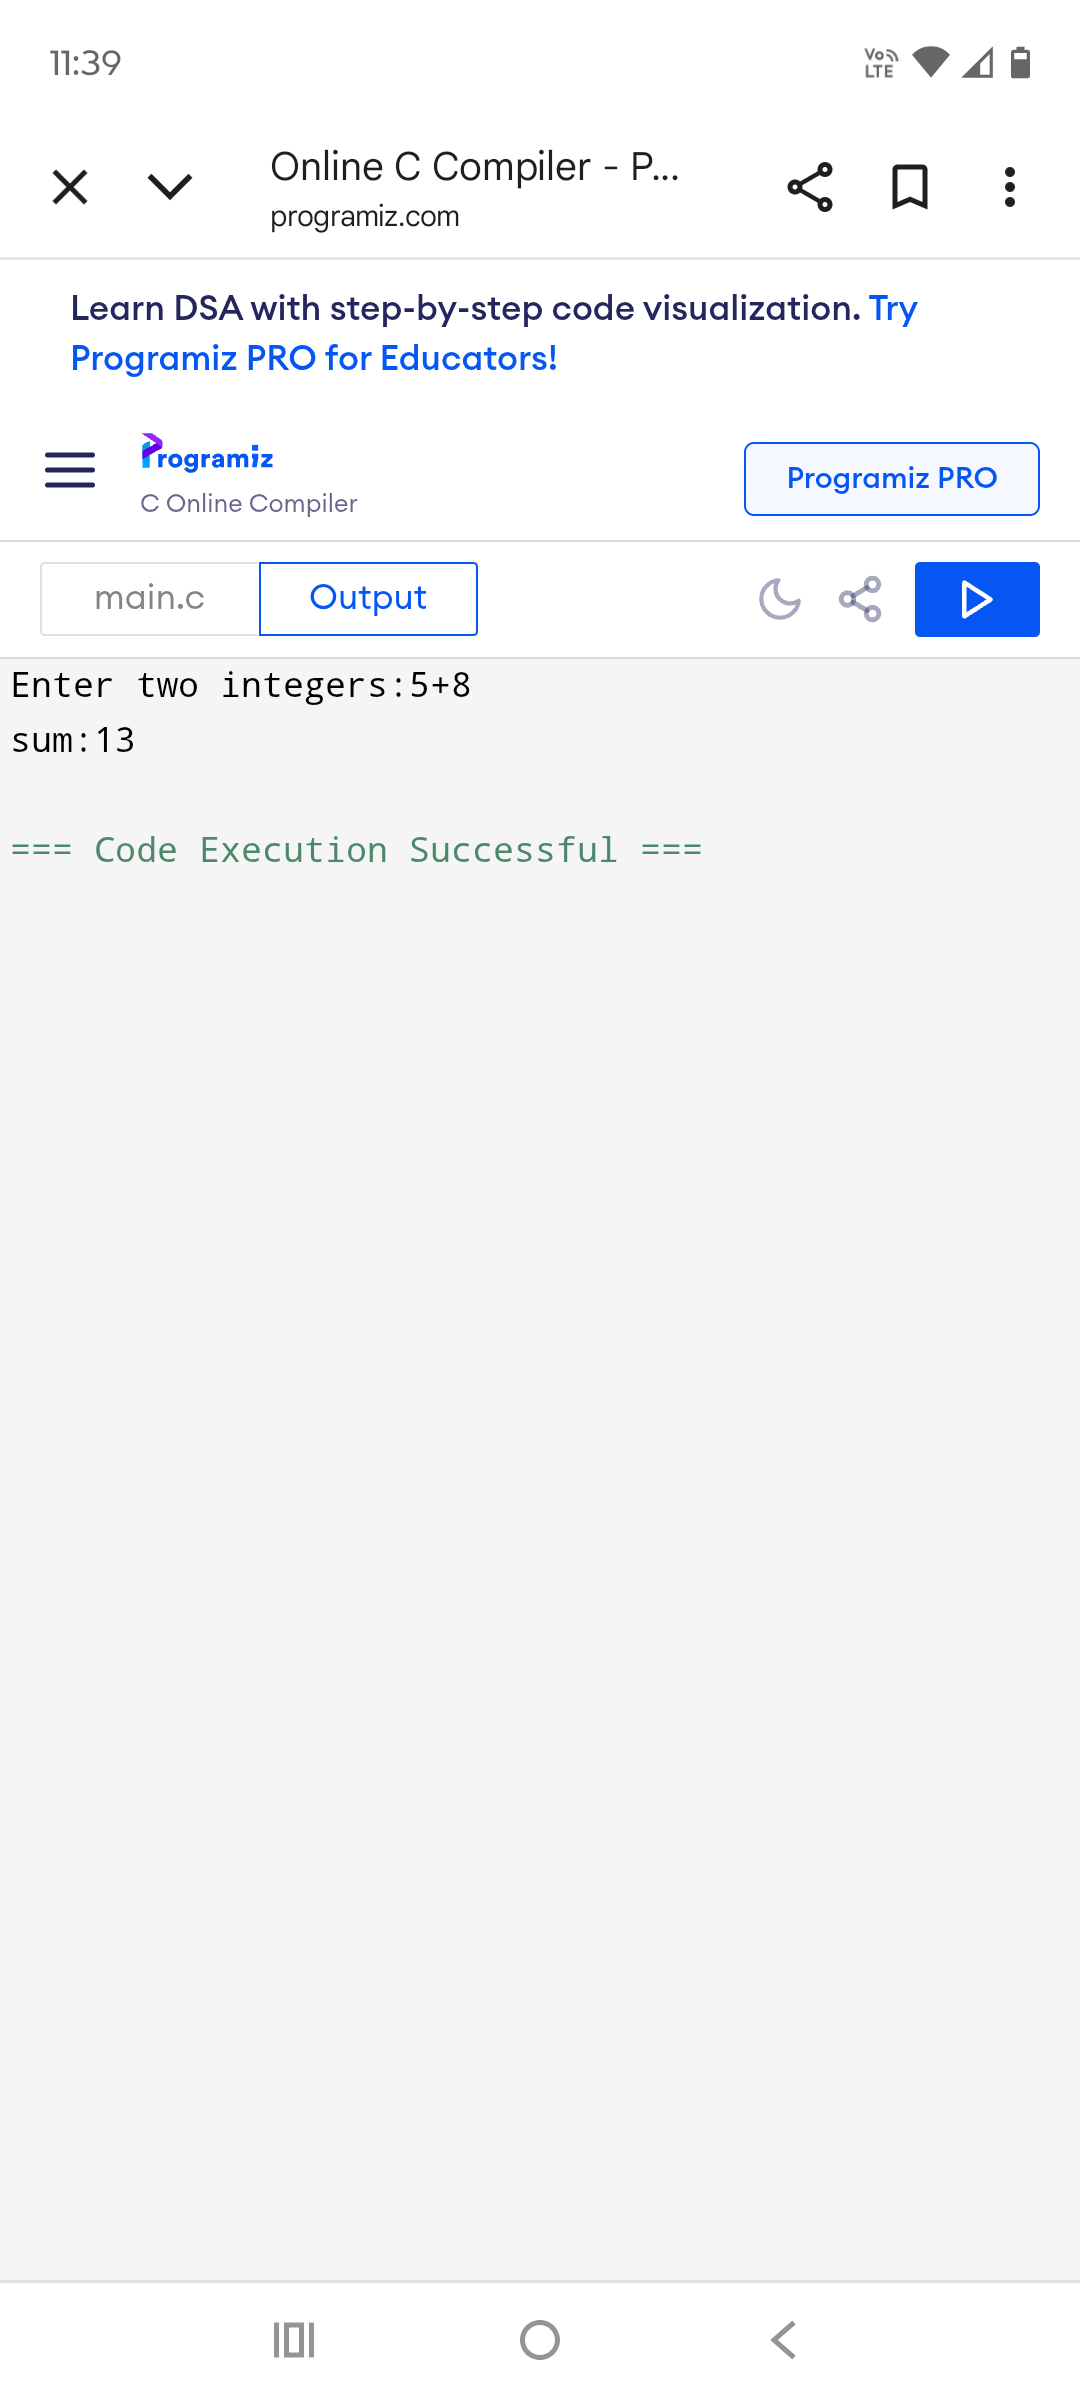 11:39
Vo LTE
Online C Compiler - P...
programiz.com
Learn DSA with step-by-step code visualization. Try
Programiz PRO for Educators!
Programiz
C Online Compiler
Programiz PRO
main.c
Output
Enter two integers:5+8
sum:13
=== Code Execution Successful ===